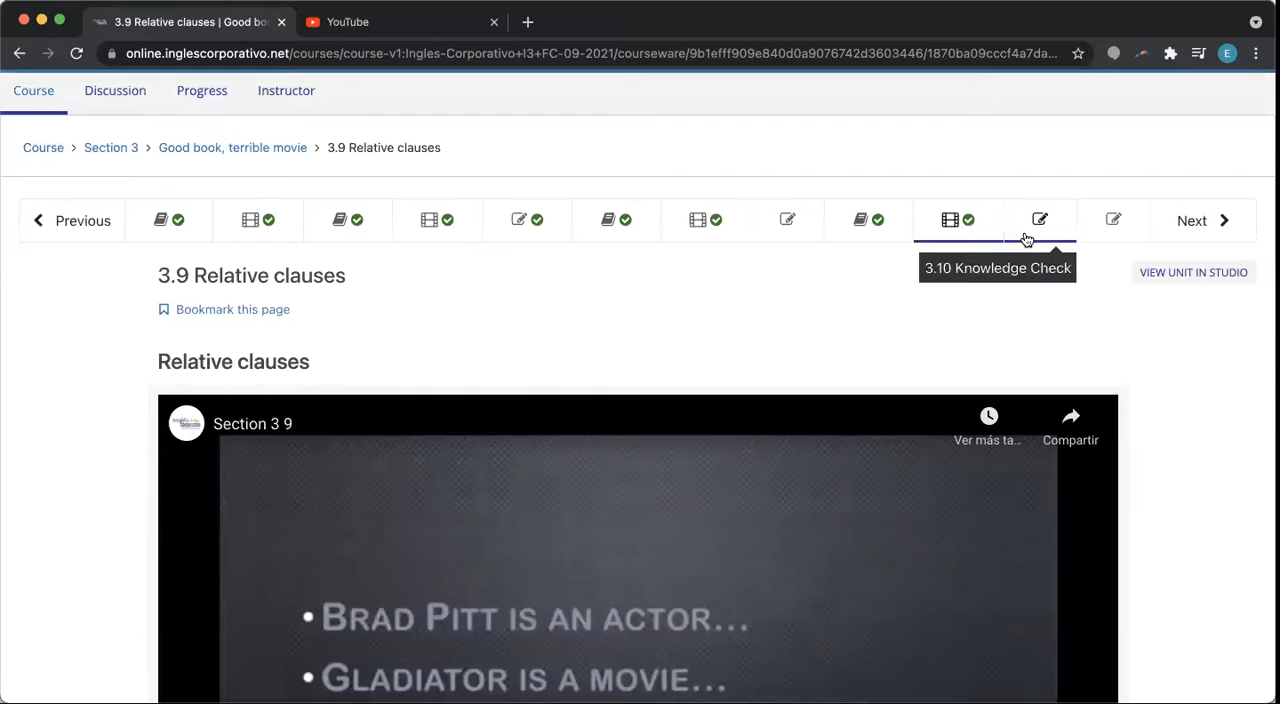 3.9 Relative clauses | Good bo
YouTube
online.inglescorporativo.net/courses/course-v1:Ingles-Corporativo+I3+FC-09-2021/courseware/9b1efff909e840d0a9076742d3603446/1870ba09cccf4a7da...
E
Course
Discussion
Progress
Instructor
Course > Section 3 > Good book, terrible movie > 3.9 Relative clauses
Previous
Next
3.10 Knowledge Check
3.9 Relative clauses
VIEW UNIT IN STUDIO
Bookmark this page
Relative clauses
Section 3 9
Ver más ta...
Compartir
• BRAD PITT IS AN ACTOR...
• GLADIATOR IS A MOVIE...